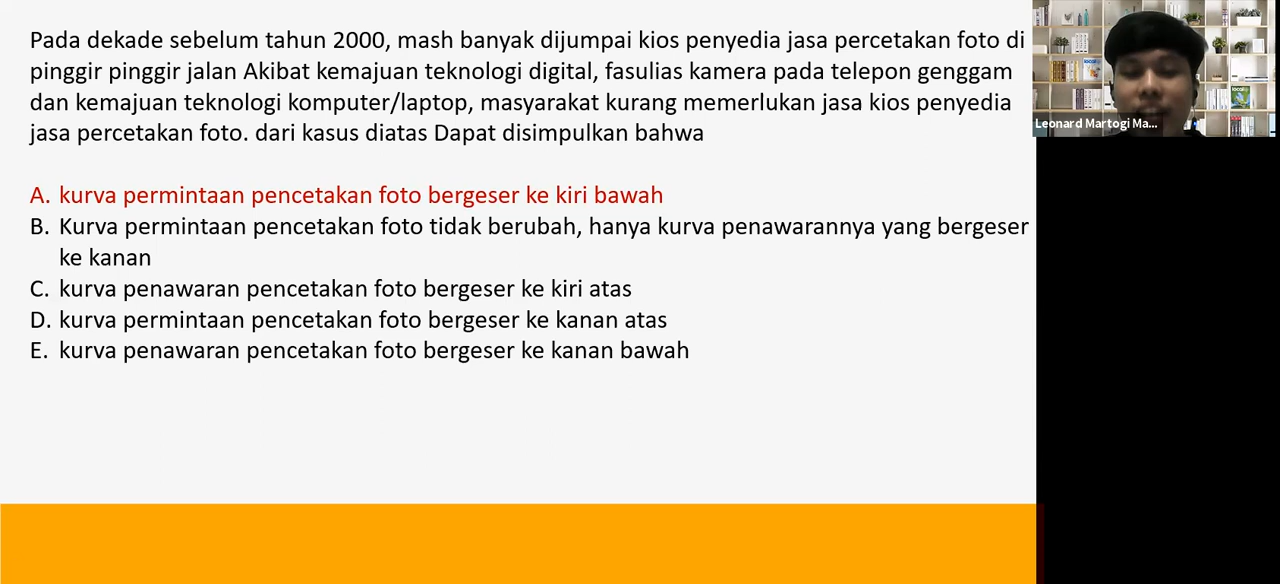 Pada dekade sebelum tahun 2000, mash banyak dijumpai kios penyedia jasa percetakan foto di
pinggir pinggir jalan Akibat kemajuan teknologi digital, fasulias kamera pada telepon genggam
dan kemajuan teknologi komputer/laptop, masyarakat kurang memerlukan jasa kios penyedia
jasa percetakan foto. dari kasus diatas Dapat disimpulkan bahwa
A. kurva permintaan pencetakan foto bergeser ke kiri bawah
B. Kurva permintaan pencetakan foto tidak berubah, hanya kurva penawarannya yang bergeser
ke kanan
C. kurva penawaran pencetakan foto bergeser ke kiri atas
D. kurva permintaan pencetakan foto bergeser ke kanan atas
E. kurva penawaran pencetakan foto bergeser ke kanan bawah
Leonard Martogi Ma...